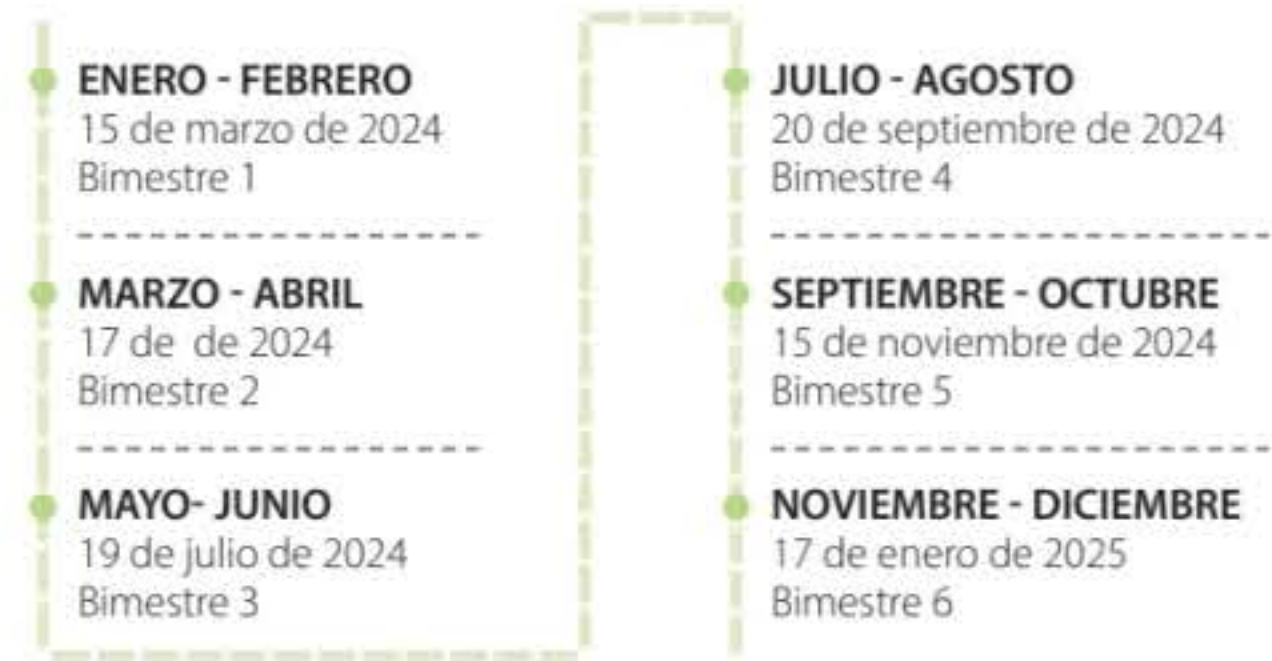 ENERO - FEBRERO
15 de marzo de 2024
Bimestre 1
MARZO - ABRIL
17 de  de 2024
Bimestre 2
MAYO- JUNIO
19 de julio de 2024
Bimestre 3
JULIO - AGOSTO
20 de septiembre de 2024
Bimestre 4
SEPTIEMBRE - OCTUBRE
15 de noviembre de 2024
Bimestre 5
NOVIEMBRE - DICIEMBRE
17 de enero de 2025
Bimestre 6